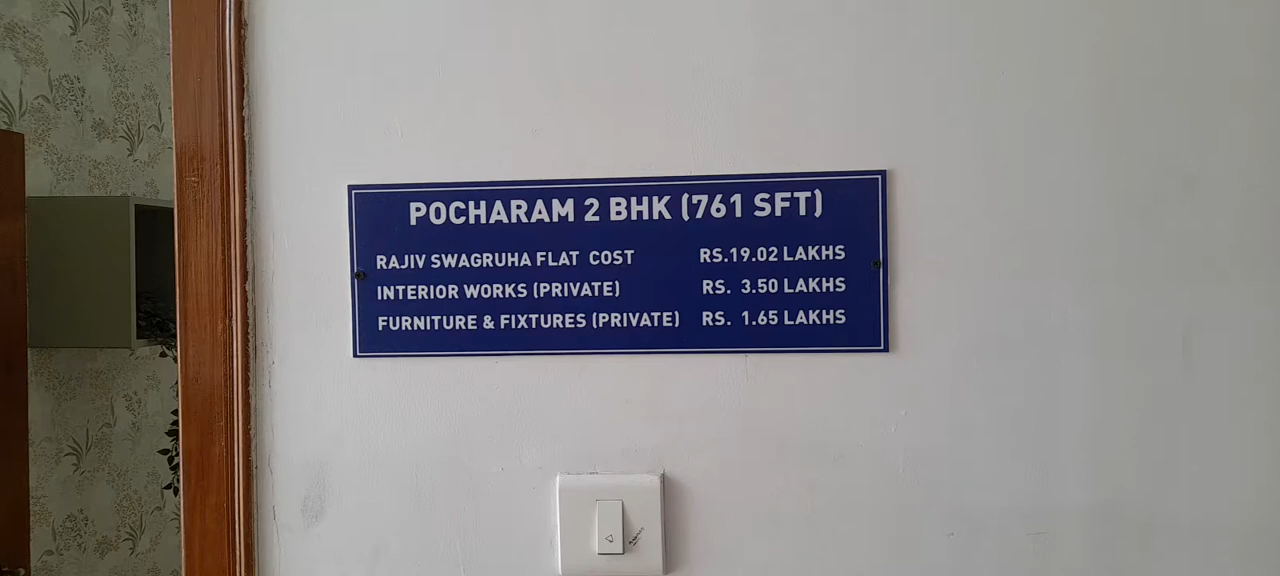 POCHARAM 2 BHK (761 SFT)
RAJIV SWAGRUHA FLAT COST RS.19.02 LAKHS
INTERIOR WORKS (PRIVATE) RS. 3.50 LAKHS
FURNITURE & FIXTURES (PRIVATE) RS. 1.65 LAKHS